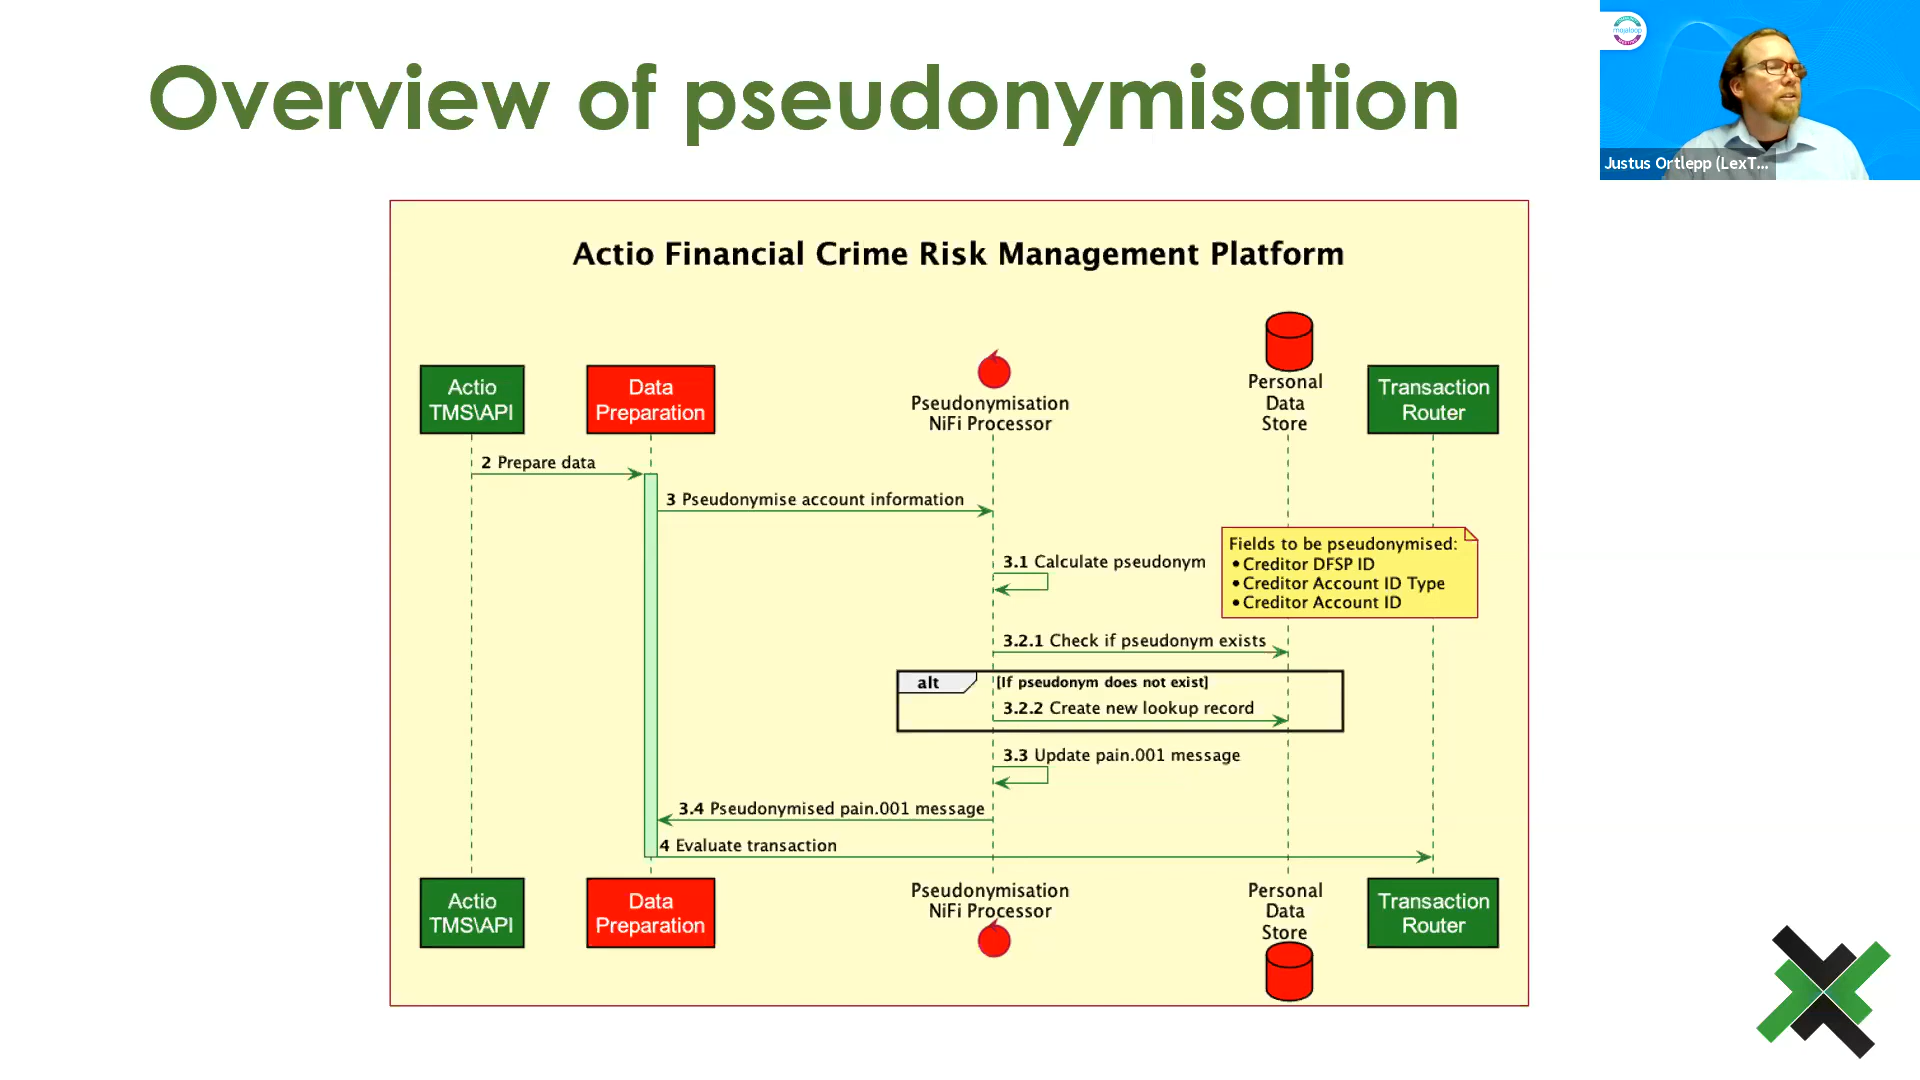 Overview of pseudonymisation
mojaloop
Justus Ortlepp (LexT...
Actio Financial Crime Risk Management Platform
Actio
TMS\API
Data
Preparation
Pseudonymisation
NiFi Processor
Personal
Data
Store
Transaction
Router
2 Prepare data
3 Pseudonymise account information
Fields to be pseudonymised:
• Creditor DFSP ID
• Creditor Account ID Type
• Creditor Account ID
3.1 Calculate pseudonym
3.2.1 Check if pseudonym exists
alt
[If pseudonym does not exist]
3.2.2 Create new lookup record
3.3 Update pain.001 message
3.4 Pseudonymised pain.001 message
4 Evaluate transaction
Actio
TMS\API
Data
Preparation
Pseudonymisation
NiFi Processor
Personal
Data
Store
Transaction
Router